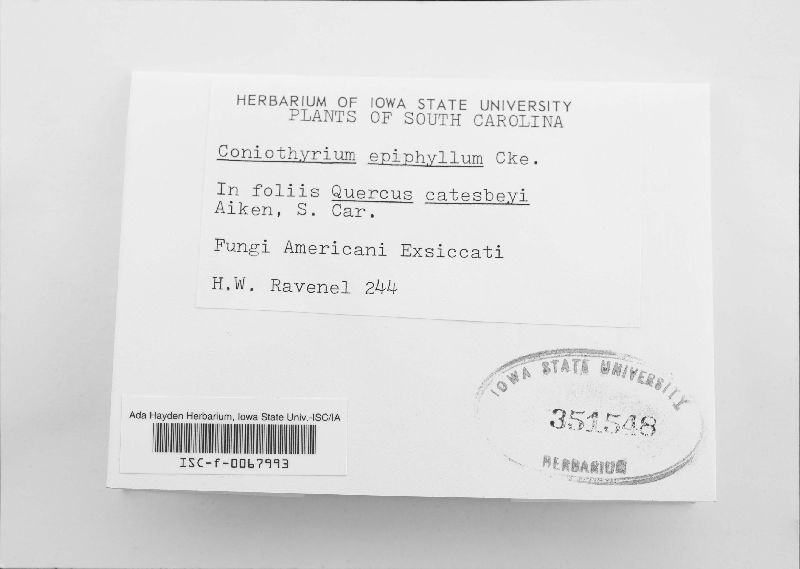 HERBARIUM OF IOWA STATE UNIVERSITY
PLANTS OF SOUTH CAROLINA
Coniothyrium epiphyllum Cke.
In foliis Quercus catesbeyi
Aiken, S. Car.
Fungi Americani Exsiccati
H.W. Ravenel 244
IOWA STATE UNIVERSITY
351548
HERBARIUM
Ada Hayden Herbarium, Iowa State Univ.-ISC/IA
ISC-f-0067993